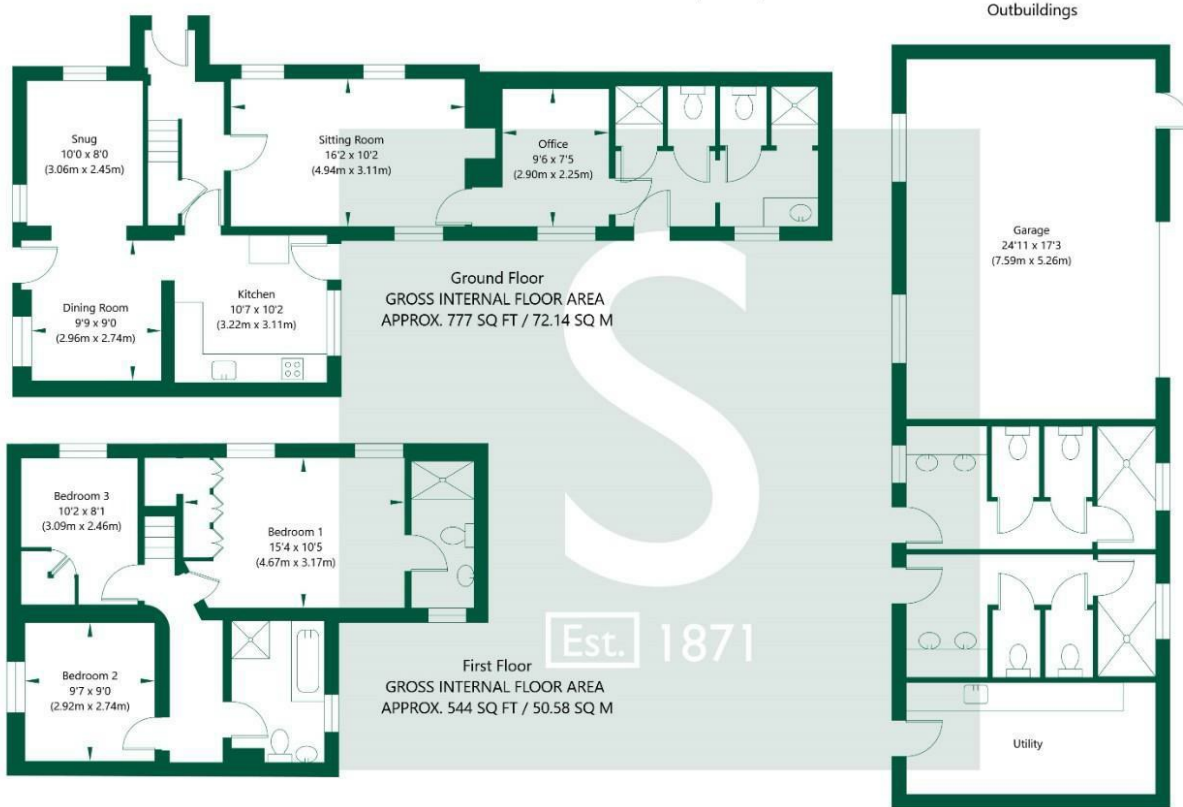 Outbuildings
Snug
10'0 x 8'0
(3.06m x 2.45m)
Sitting Room
16'2 x 10'2
(4.94m x 3.11m)
Office
9'6 x 7'5
(2.90m x 2.25m)
Garage
24'11 x 17'3
(7.59m x 5.26m)
Dining Room
9'9 x 9'0
(2.96m x 2.74m)
Kitchen
10'7 x 10'2
(3.22m x 3.11m)
Ground Floor
GROSS INTERNAL FLOOR AREA
APPROX. 777 SQ FT / 72.14 SQ M
S
Est. 1871
Bedroom 3
10'2 x 8'1
(3.09m x 2.46m)
Bedroom 1
15'4 x 10'5
(4.67m x 3.17m)
Bedroom 2
9'7 x 9'0
(2.92m x 2.74m)
First Floor
GROSS INTERNAL FLOOR AREA
APPROX. 544 SQ FT / 50.58 SQ M
Utility